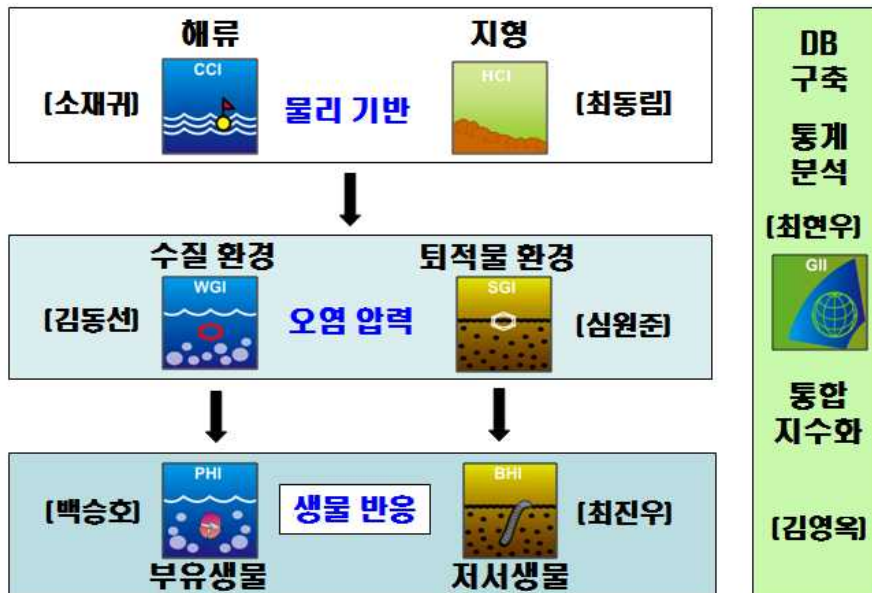 해류 지형
CCI HCI
(소재귀) 물리 기반 (최동림)
수질 환경 퇴적물 환경
WGI SGI
(김동선) 오염 압력 (심원준)
PHI BHI
(백승호) 생물 반응 (최진우)
부유생물 저서생물
DB
구축
통계
분석
(최현우)
GII
통합
지수화
(김영옥)